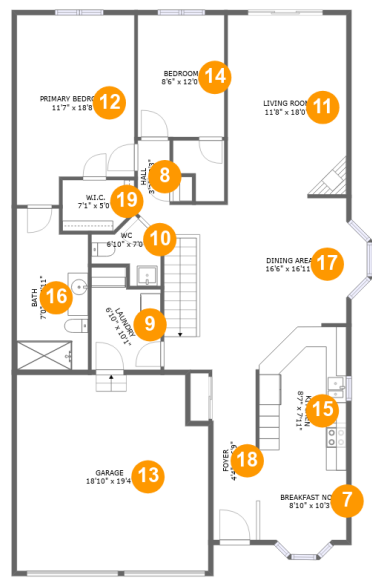 PRIMARY
11'7" x 18'8"
12
BEDROOM
8'6" x 12'0"
14
LIVING ROOM
11'8" x 18'0"
11
HALL
8
W.I.C.
7'1" x 5'0"
19
WC
6'10" x 7'0"
10
DINING AREA
16'6" x 16'11"
17
BATH
16
LAUNDRY
6'10" x 10'1"
9
8'7" x 7'11"
15
GARAGE
18'10" x 19'4"
13
FOYER
18
BREAKFAST
8'10" x 10'3"
7